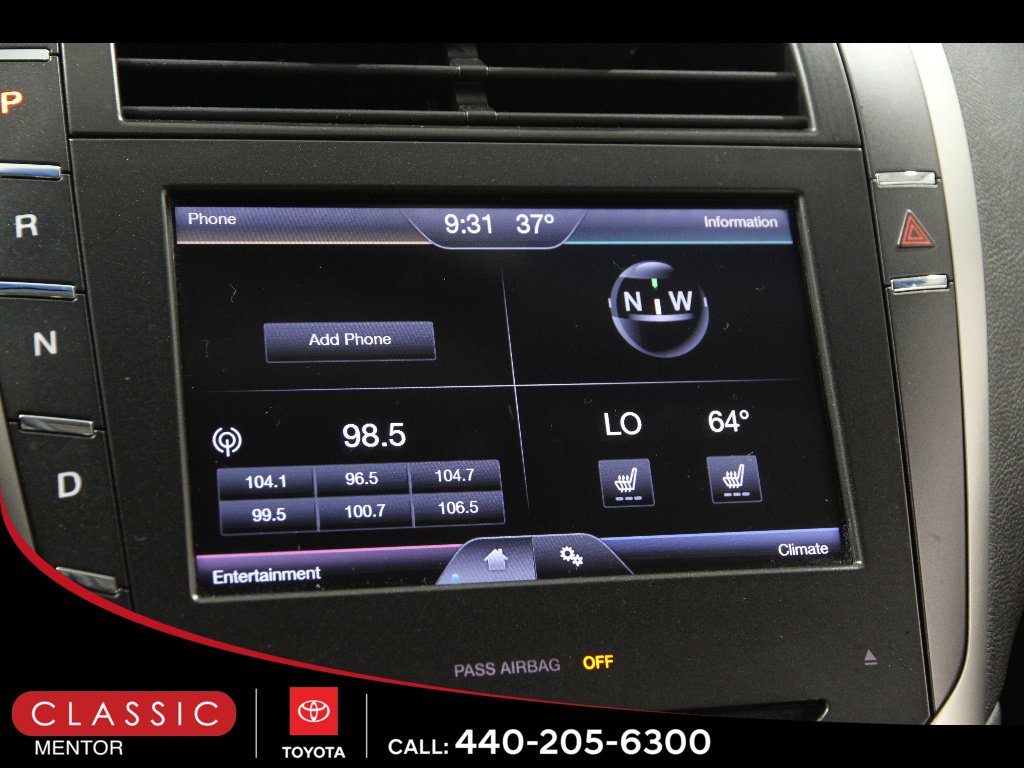 P
R
N
D
Phone
9:31 37°
Information
Add Phone
N W
98.5
104.1 96.5 104.7
99.5 100.7 106.5
LO 64°
Entertainment
Climate
PASS AIRBAG OFF
CLASSIC
MENTOR
TOYOTA
CALL: 440-205-6300